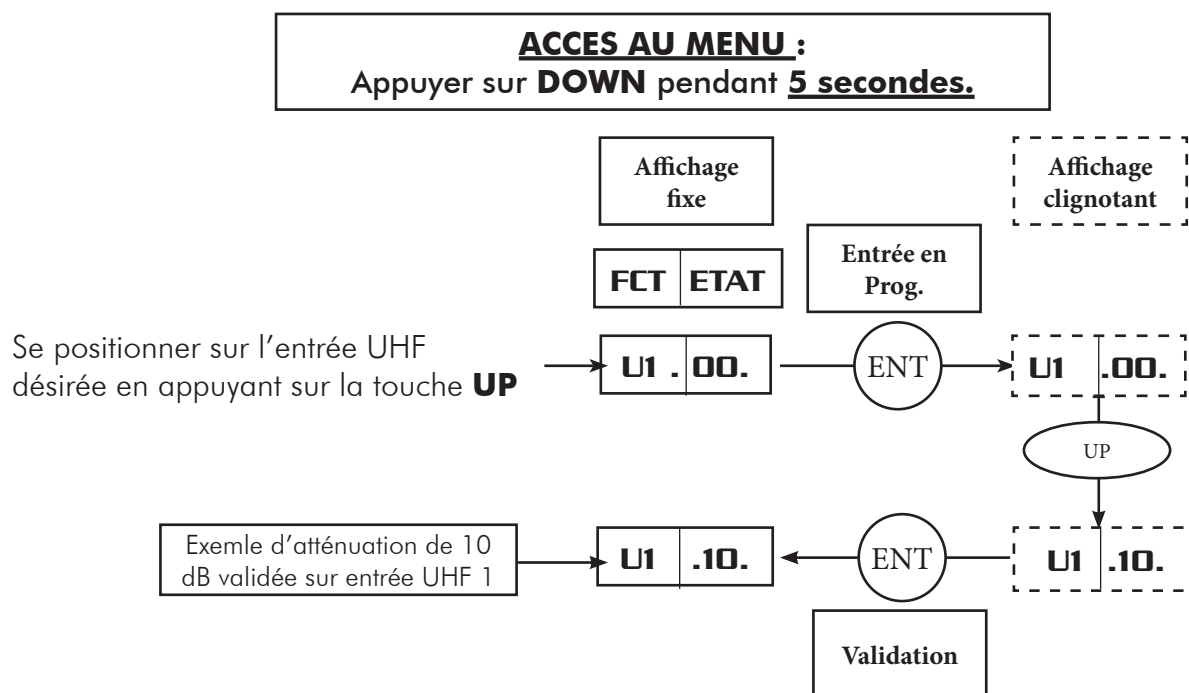 ACCES AU MENU :
Appuyer sur DOWN pendant 5 secondes.
Affichage
fixe
Affichage
clignotant
FCT ETAT
Entrée en
Prog.
Se positionner sur l'entrée UHF
désirée en appuyant sur la touche UP
U1 . 00.
ENT
U1 .00.
UP
Exemle d'atténuation de 10
dB validée sur entrée UHF 1
U1 .10.
ENT
U1 .10.
Validation